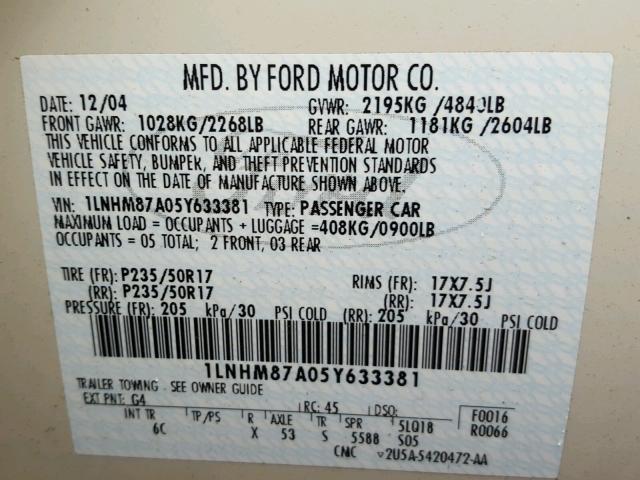 MFD. BY FORD MOTOR CO.
DATE: 12/04 GVWR: 2195KG /4840LB
FRONT GAWR: 1028KG/2268LB REAR GAWR: 1181KG /2604LB
THIS VEHICLE CONFORMS TO ALL APPLICABLE FEDERAL MOTOR
VEHICLE SAFETY, BUMPER, AND THEFT PREVENTION STANDARDS
IN EFFECT ON THE DATE OF MANUFACTURE SHOWN ABOVE.
VIN: 1LNHM87A05Y633381 TYPE: PASSENGER CAR
MAXIMUM LOAD = OCCUPANTS + LUGGAGE =408KG/0900LB
OCCUPANTS = 05 TOTAL; 2 FRONT, 03 REAR
TIRE (FR): P235/50R17 RIMS (FR): 17X7.5J
(RR): P235/50R17 (RR): 17X7.5J
PRESSURE (FR): 205 kPa/30 PSI COLD (RR): 205 kPa/30 PSI COLD
1LNHM87A05Y633381
TRAILER TOWING - SEE OWNER GUIDE
EXT PNT: G4 RC: 45 DSO: F0016
INT TR TP/PS R AXLE TR SPR 5LQ18 R0066
6C X 53 S 5588 S05
CMC ▽2U5A-5420472-AA